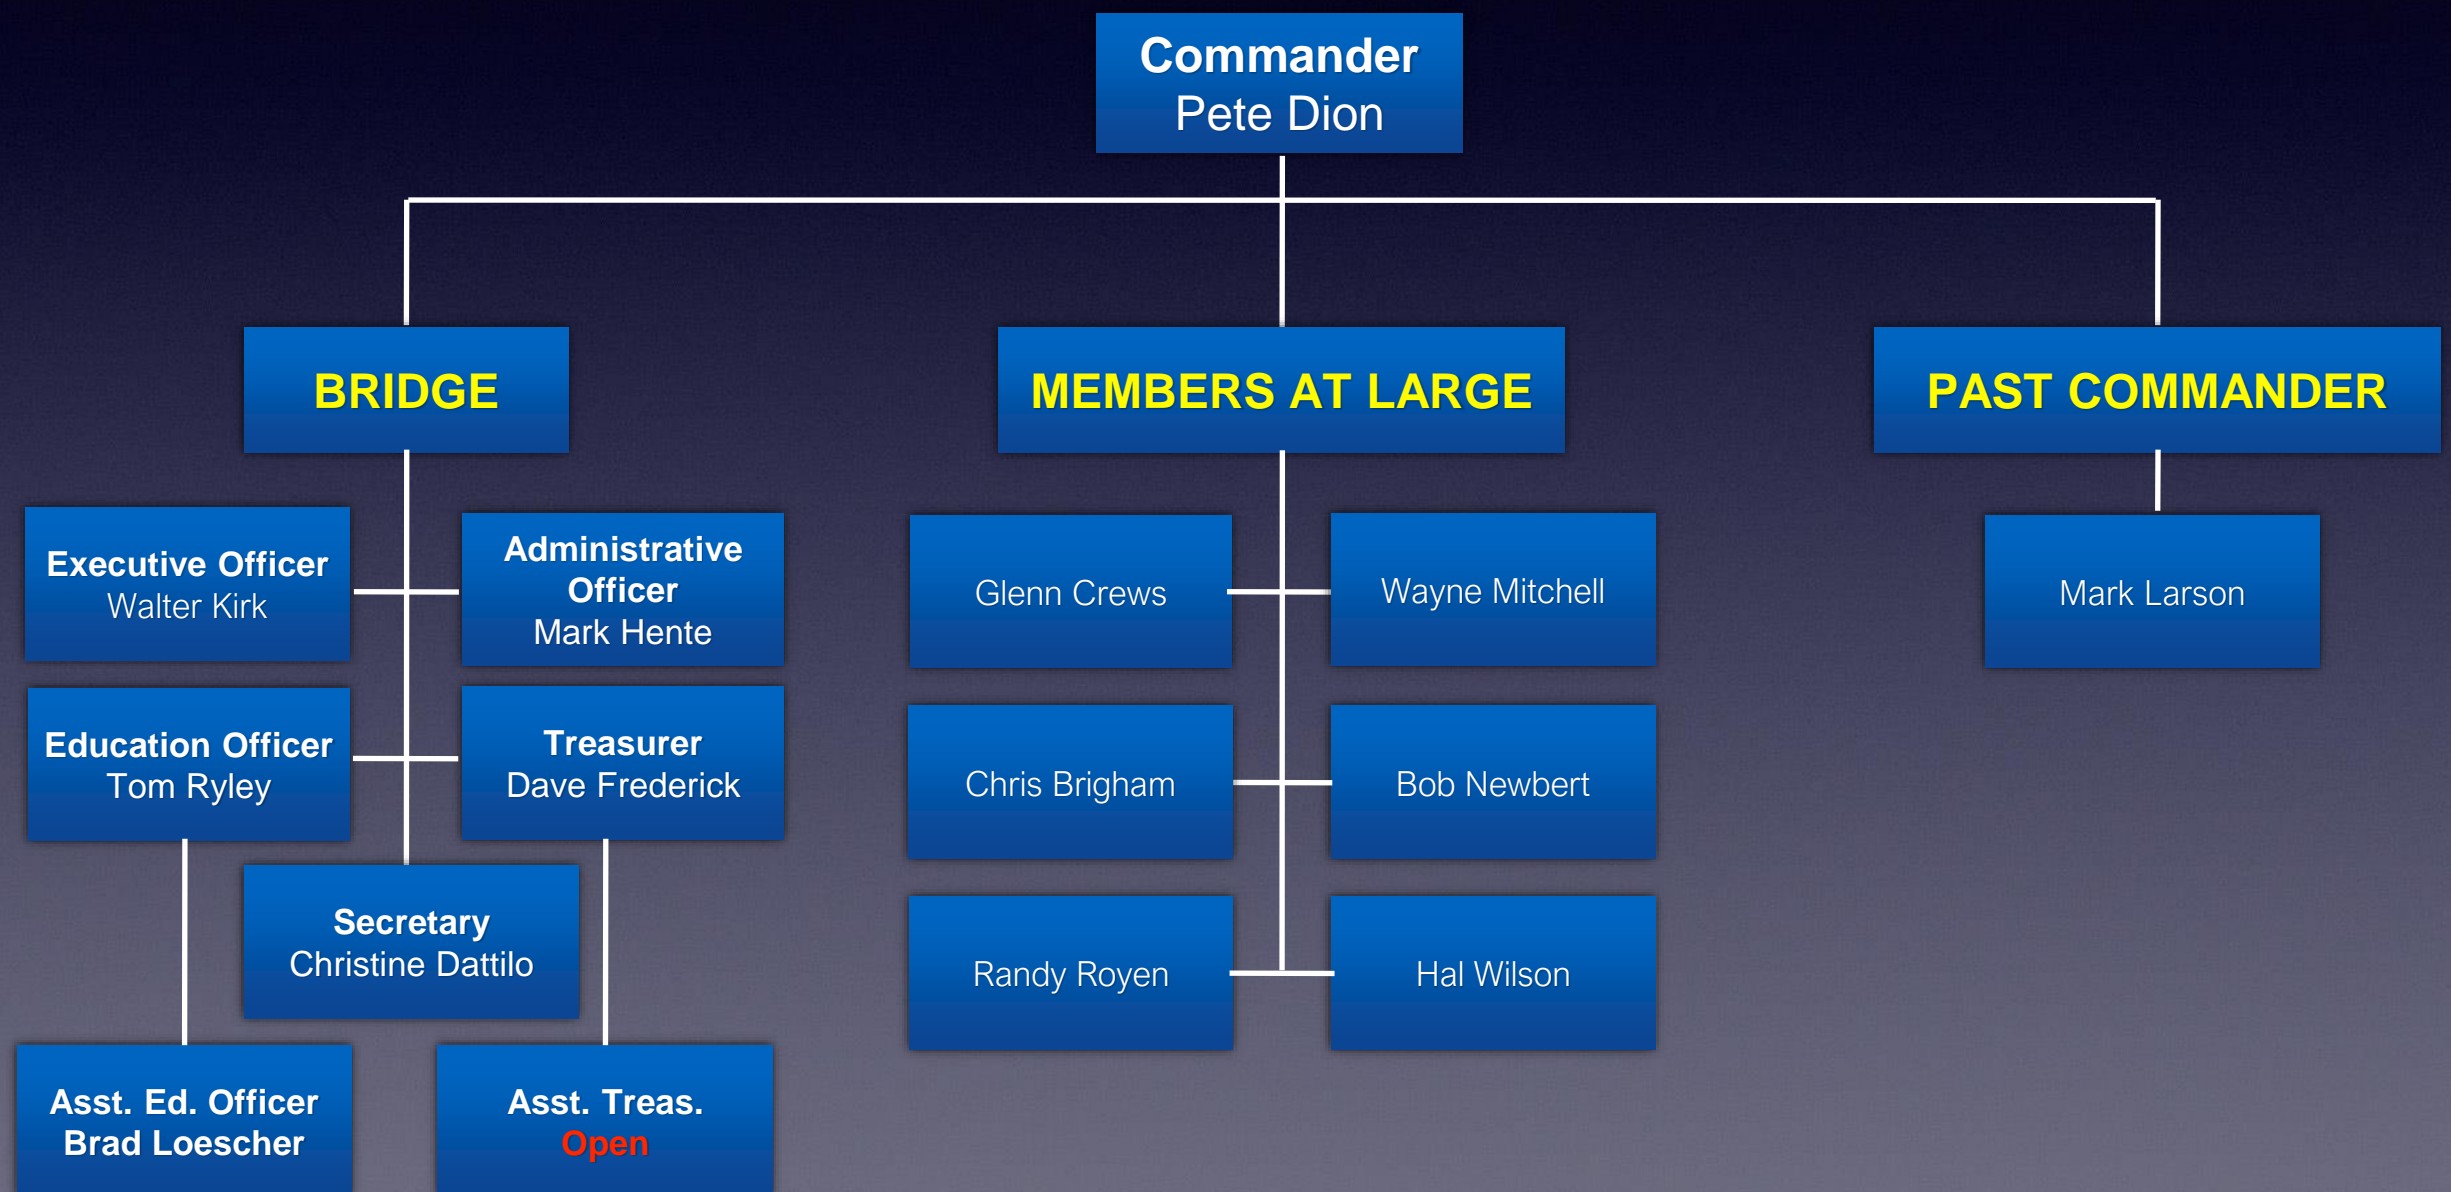 Commander
Pete Dion
BRIDGE
MEMBERS AT LARGE
PAST COMMANDER
Executive Officer
Walter Kirk
Administrative
Officer
Mark Hente
Glenn Crews
Wayne Mitchell
Mark Larson
Education Officer
Tom Ryley
Treasurer
Dave Frederick
Chris Brigham
Bob Newbert
Secretary
Christine Dattilo
Randy Royen
Hal Wilson
Asst. Ed. Officer
Brad Loescher
Asst. Treas.
Open